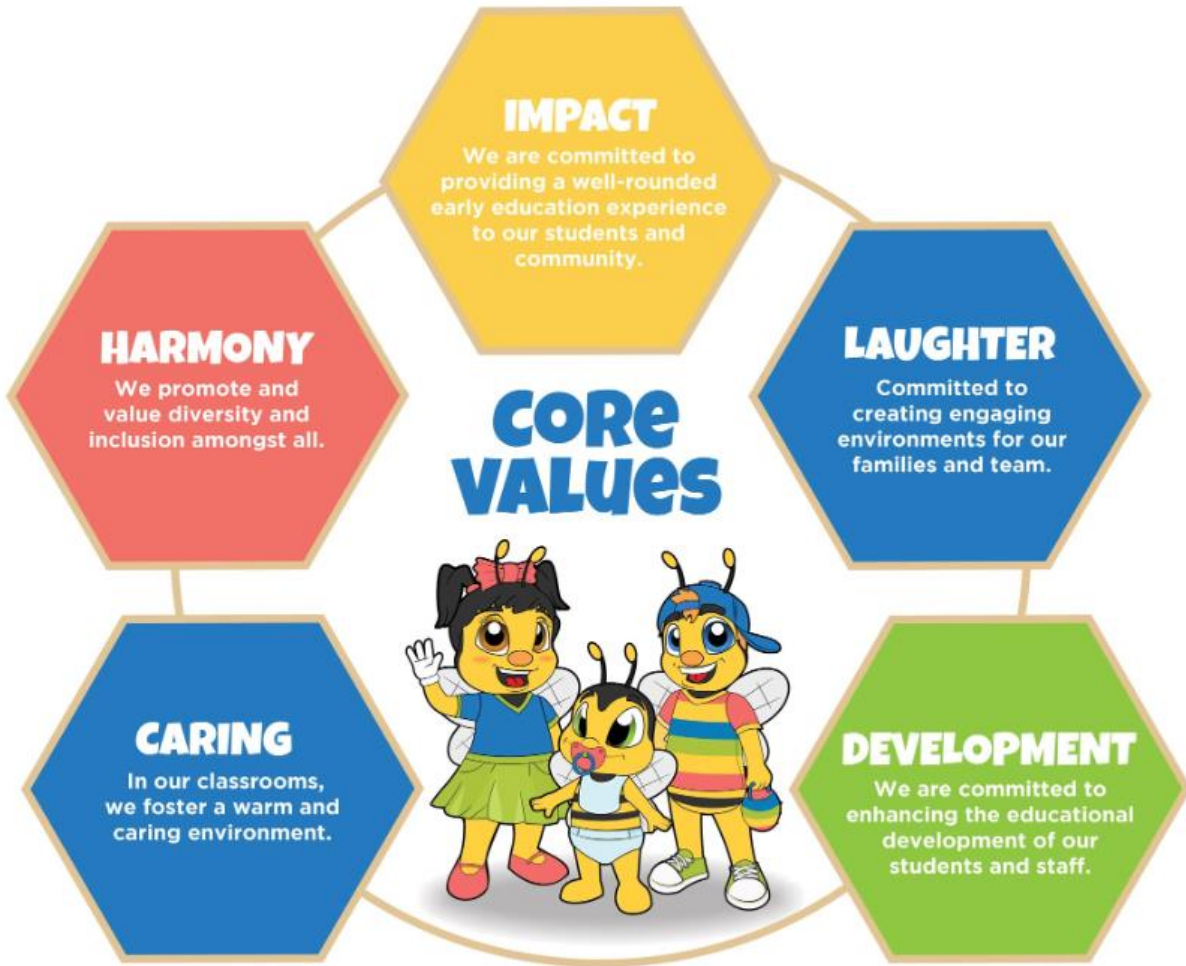 IMPACT
We are committed to
providing a well-rounded
early education experience
to our students and
community.
HARMONY
We promote and
value diversity and
inclusion amongst all.
LAUGHTER
Committed to
creating engaging
environments for our
families and team.
CORE
VALUES
CARING
In our classrooms,
we foster a warm and
caring environment.
DEVELOPMENT
We are committed to
enhancing the educational
development of our
students and staff.